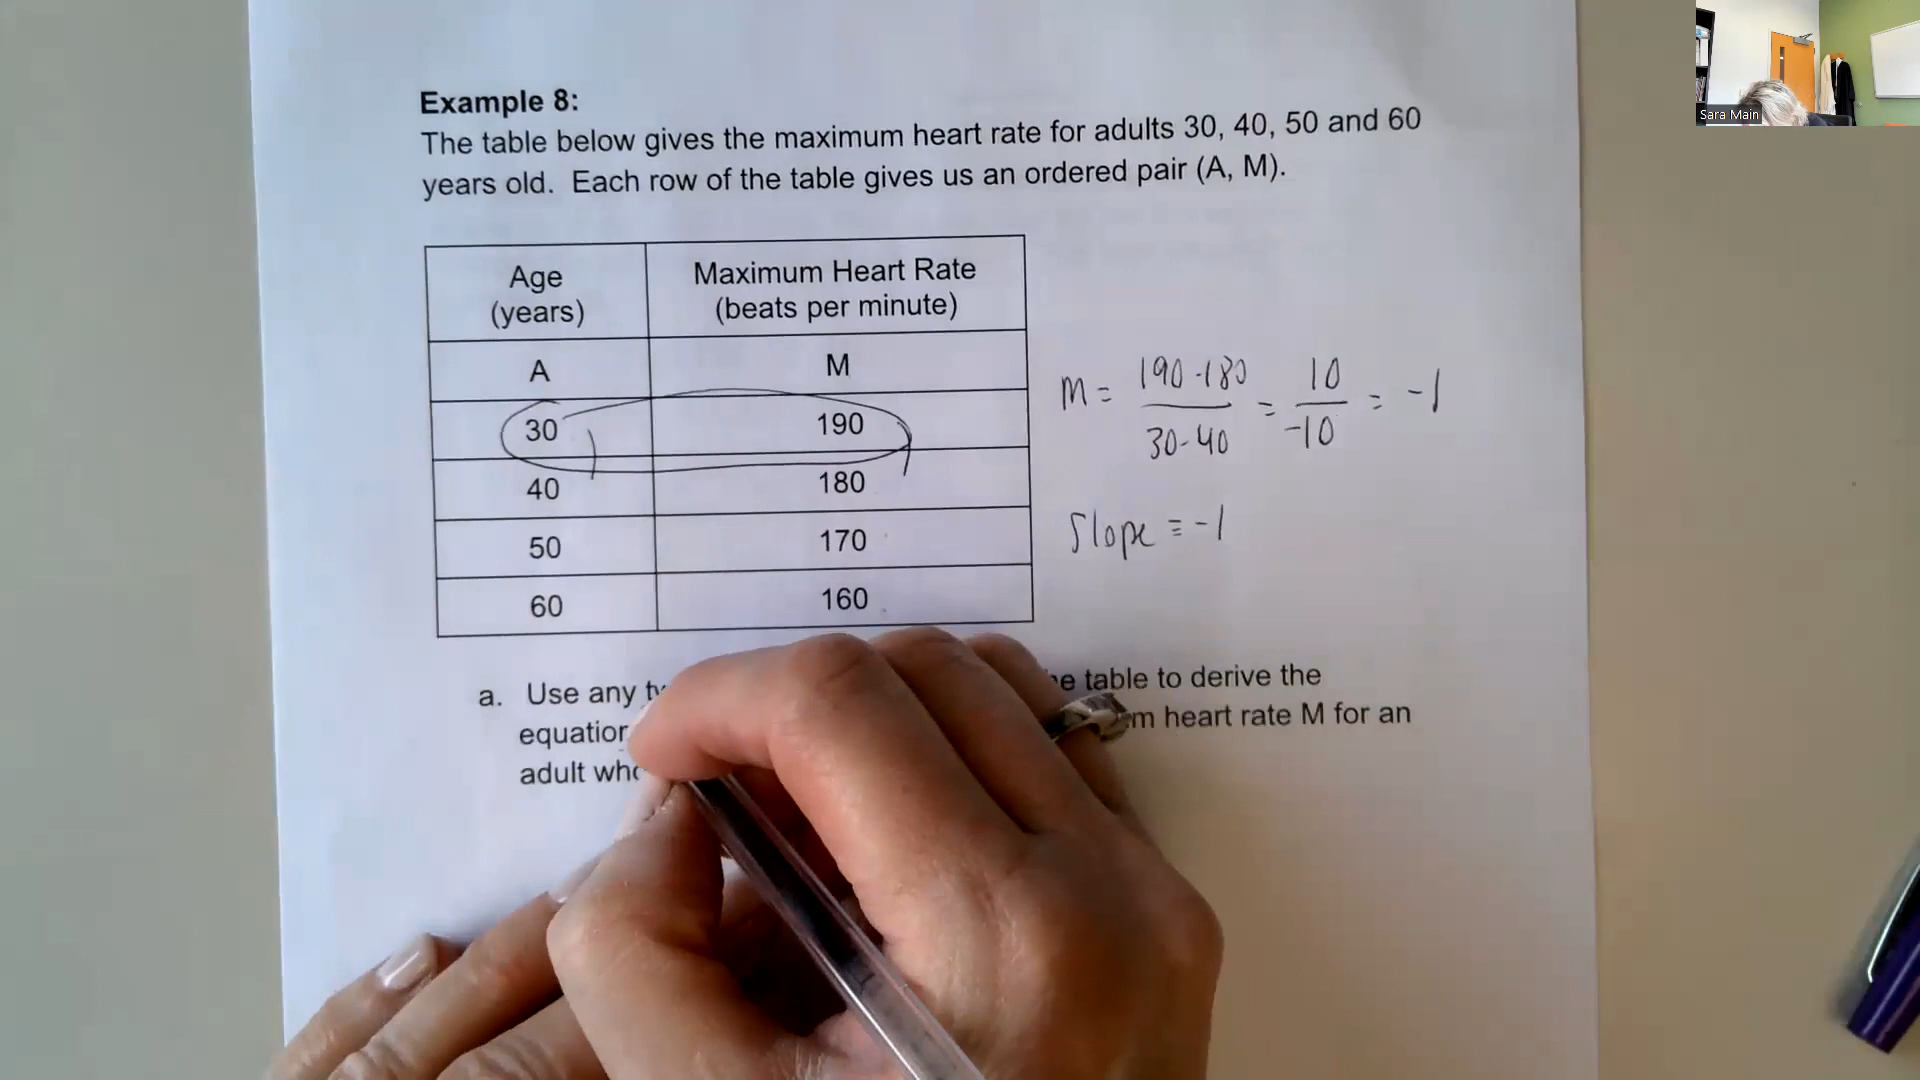 Sara Main
Example 8:
The table below gives the maximum heart rate for adults 30, 40, 50 and 60
years old. Each row of the table gives us an ordered pair (A, M).
Age (years) Maximum Heart Rate (beats per minute)
A M
30 190
40 180
50 170
60 160
m = 190-180 / 30-40 = 10 / -10 = -1
Slope = -1
a. Use any table to derive the
heart rate M for an
adult